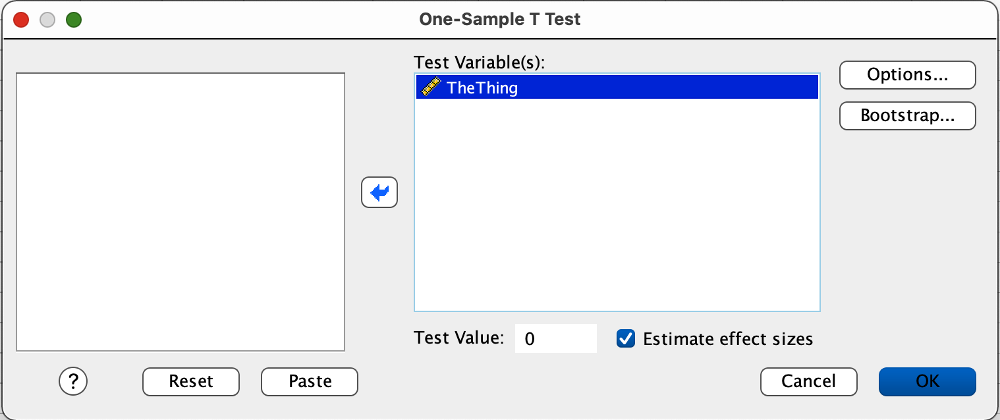 One-Sample T Test
Test Variable(s):
TheThing
Options...
Bootstrap...
Test Value: 0
Estimate effect sizes
?
Reset
Paste
Cancel
OK